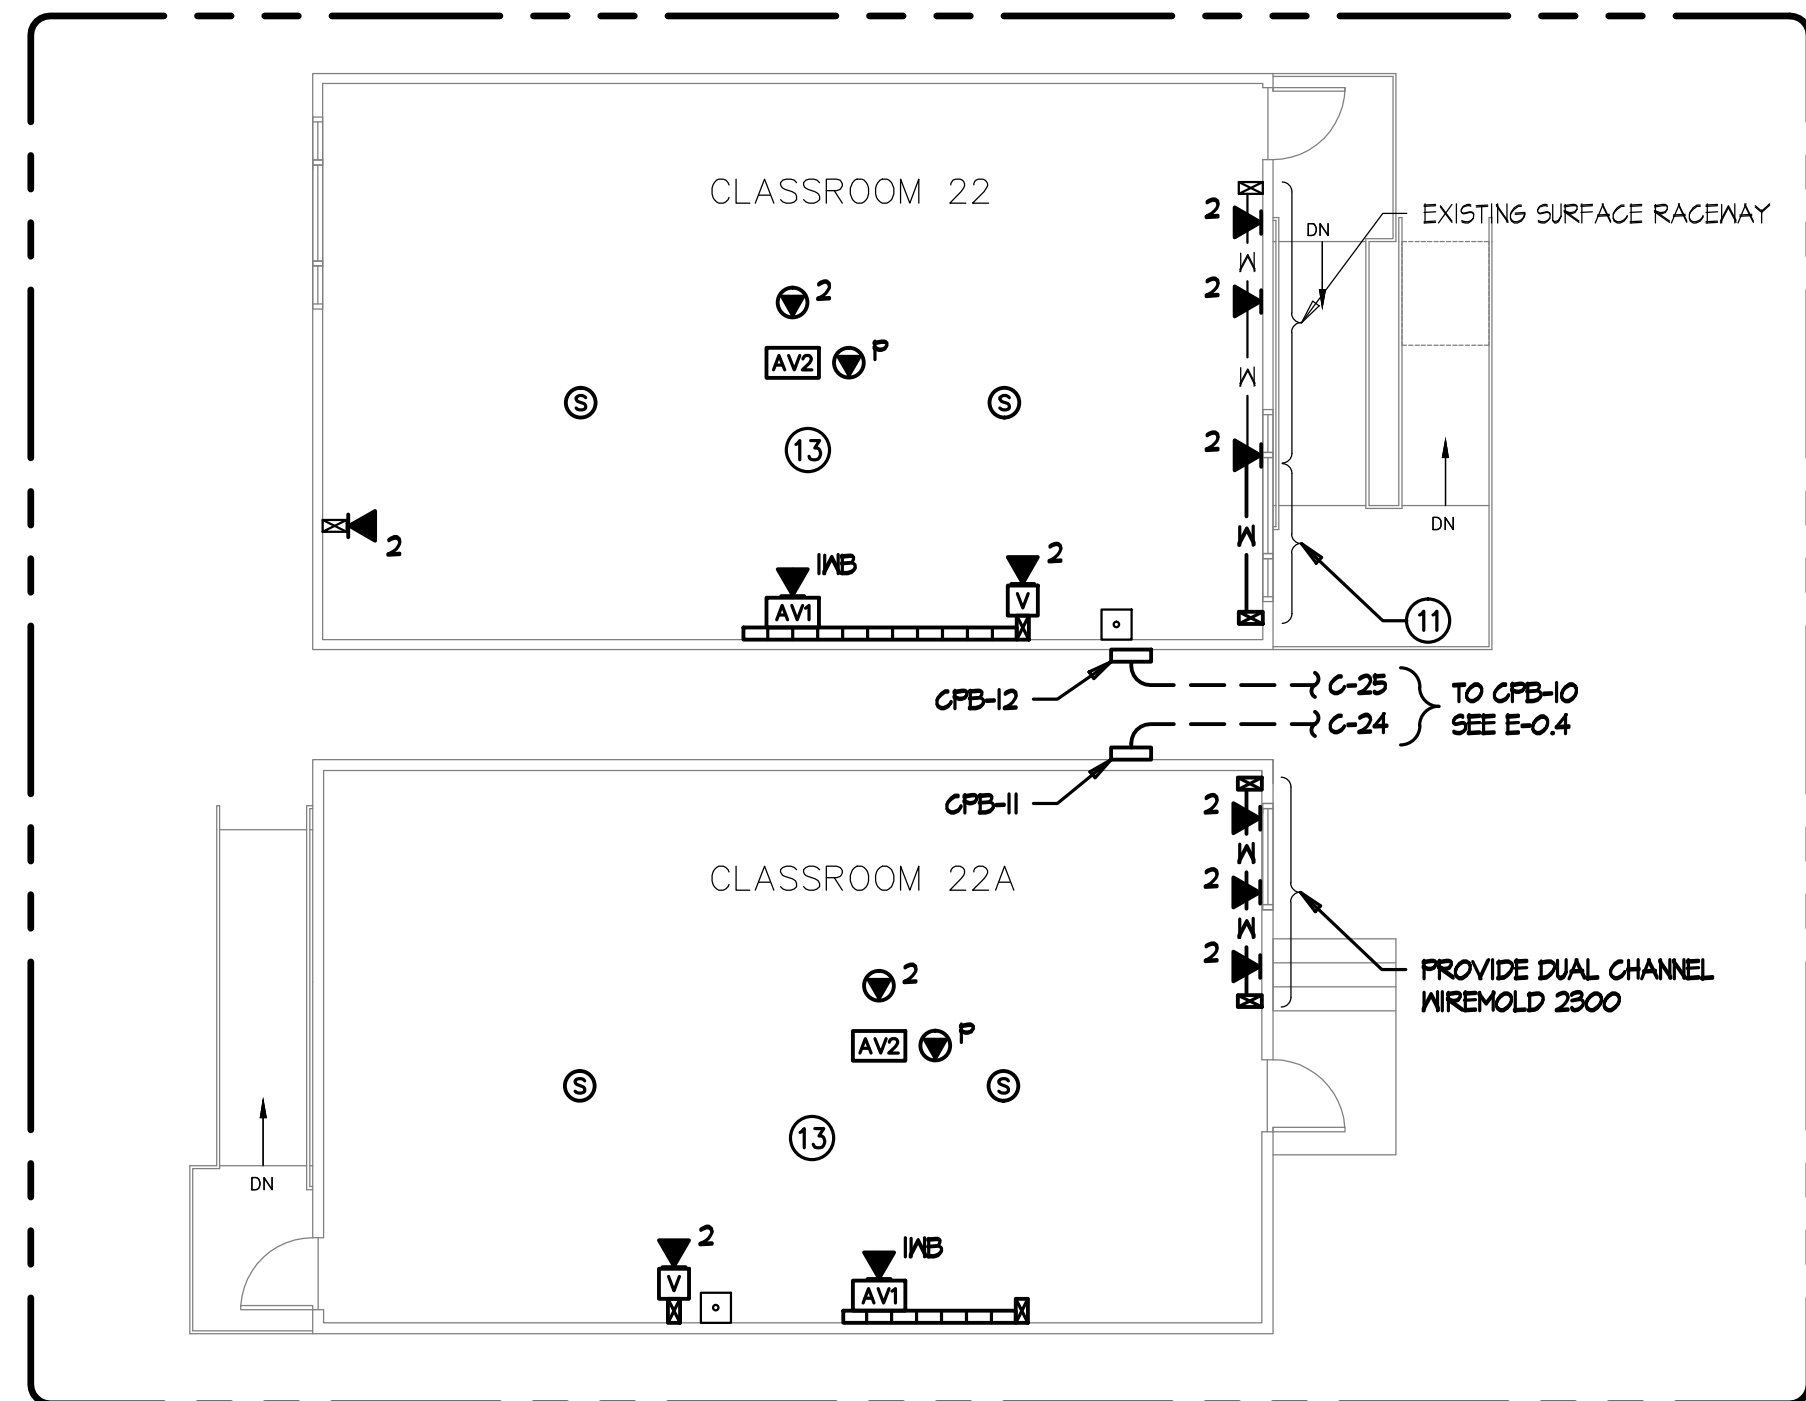 CLASSROOM 22
2
EXISTING SURFACE RACEWAY
DN
W
2
2
AV2
P
W
S
S
13
2
DN
2
W
IWB
2
AV1
V
11
CPB-12
C-25
C-24
TO CPB-10
SEE E-0.4
CPB-11
2
W
CLASSROOM 22A
2
W
2
2
PROVIDE DUAL CHANNEL
WIREMOLD 2300
AV2
P
S
S
13
DN
2
IWB
V
AV1